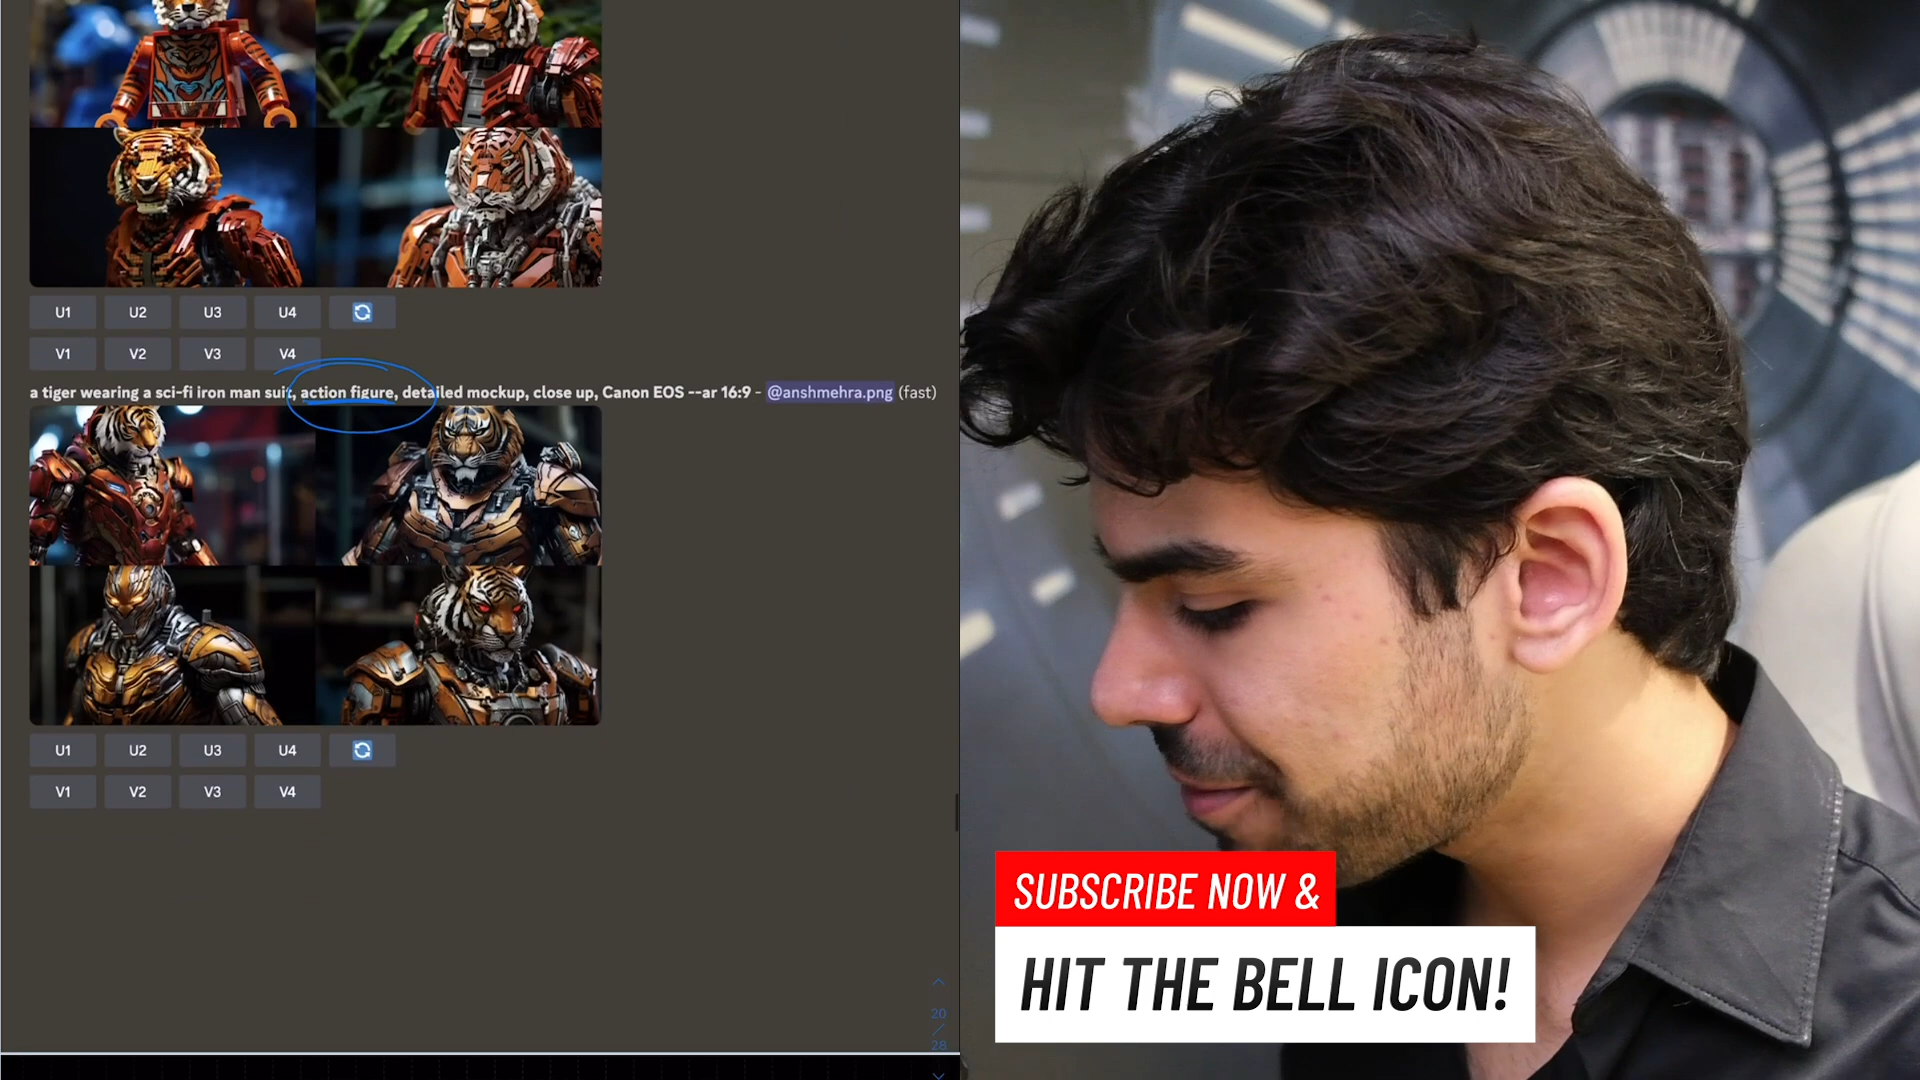 U1 U2 U3 U4
V1 V2 V3 V4
a tiger wearing a sci-fi iron man suit, action figure, detailed mockup, close up, Canon EOS --ar 16:9 - @anshmehra.png (fast)
U1 U2 U3 U4
V1 V2 V3 V4
20
/
28
SUBSCRIBE NOW &
HIT THE BELL ICON!